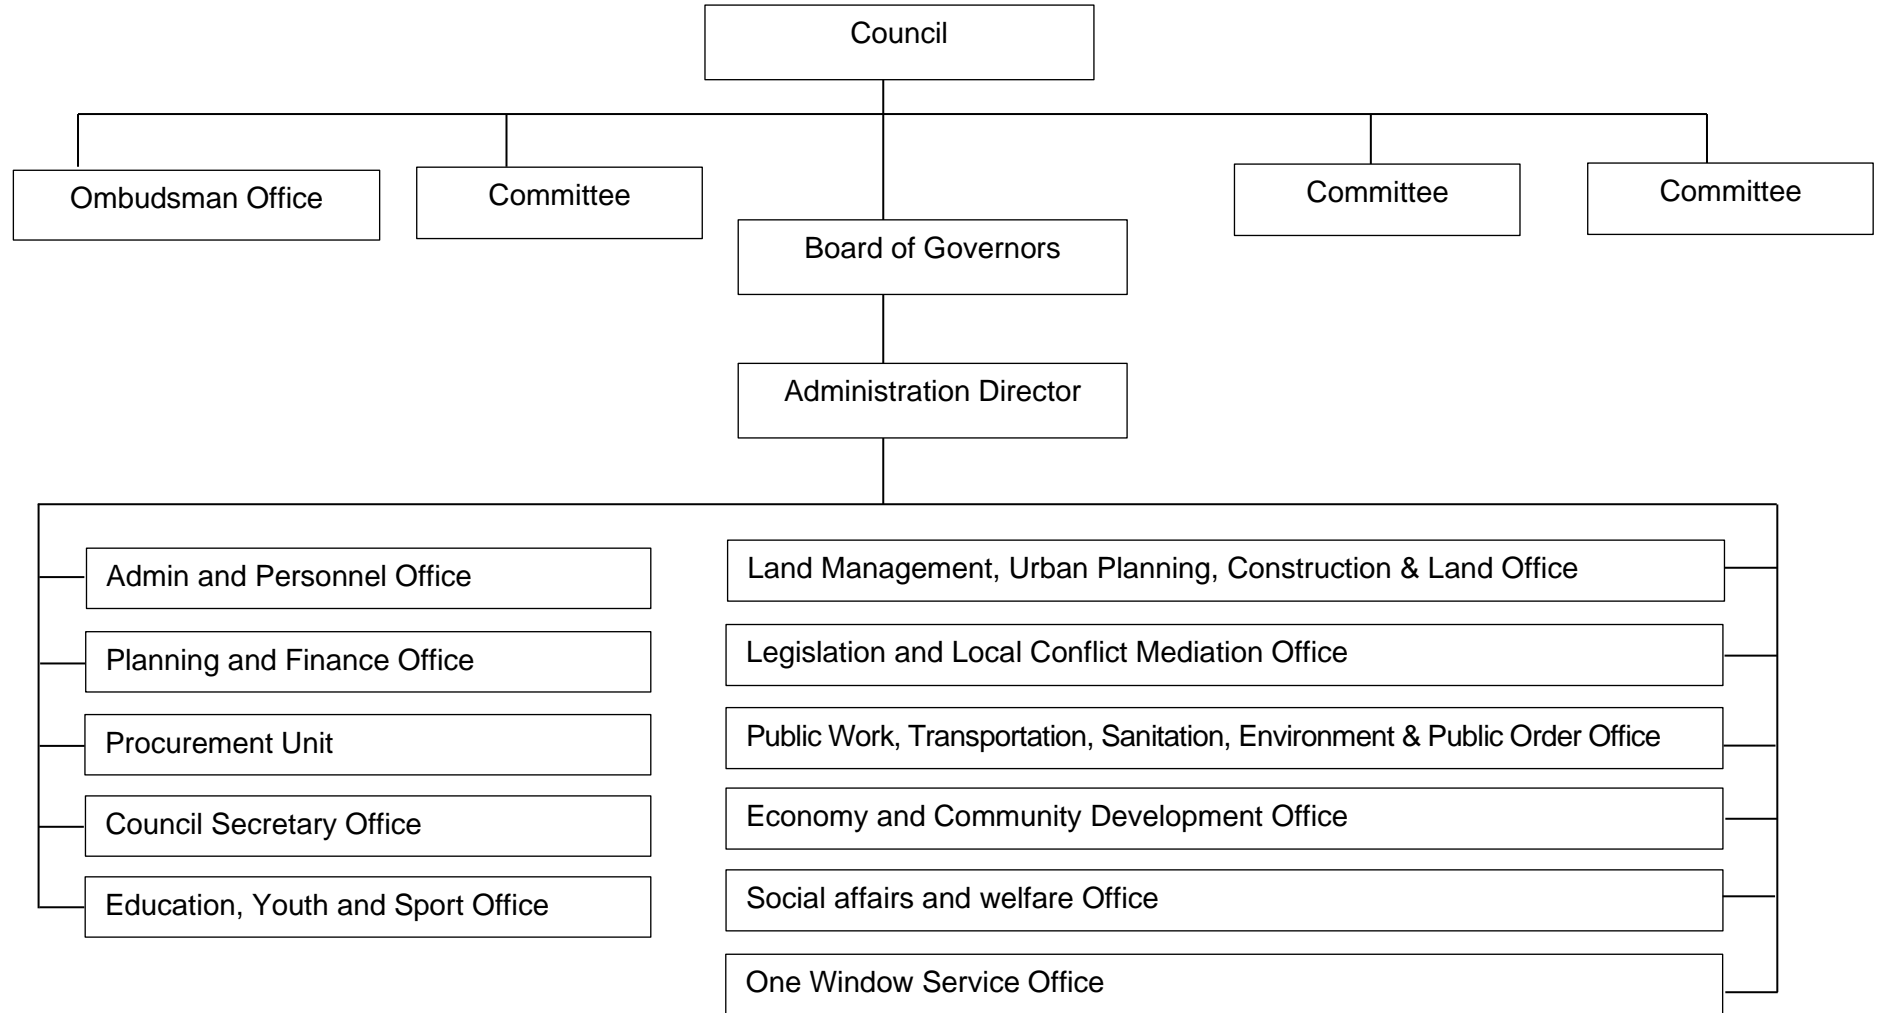 Council
Ombudsman Office
Committee
Committee
Committee
Board of Governors
Administration Director
Admin and Personnel Office
Planning and Finance Office
Procurement Unit
Council Secretary Office
Education, Youth and Sport Office
Land Management, Urban Planning, Construction & Land Office
Legislation and Local Conflict Mediation Office
Public Work, Transportation, Sanitation, Environment & Public Order Office
Economy and Community Development Office
Social affairs and welfare Office
One Window Service Office